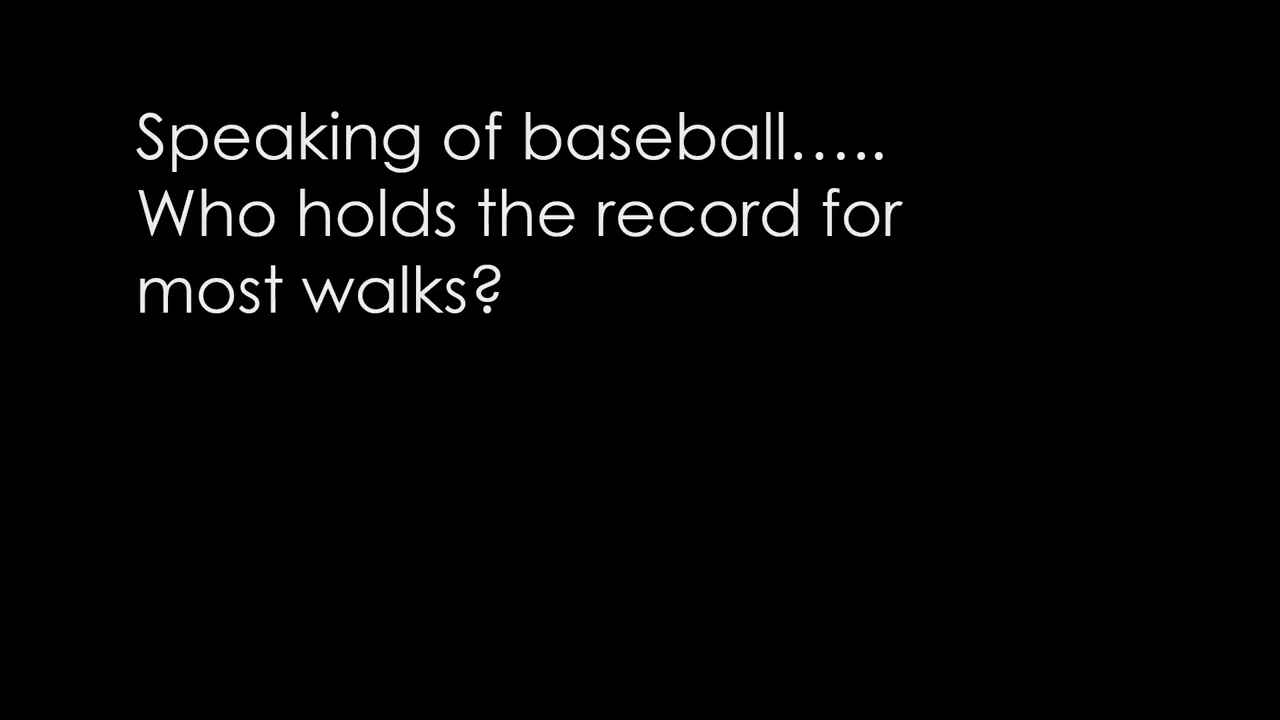 Speaking of baseball…..
Who holds the record for
most walks?